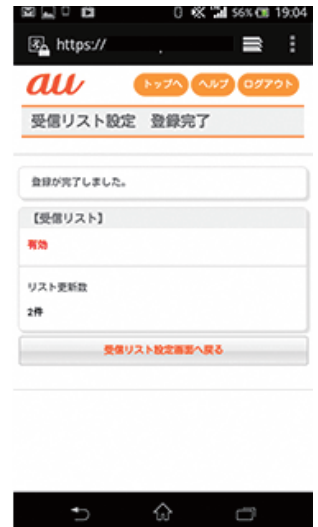 56% 19:04
https://
au
トップへ ヘルプ ログアウト
受信リスト設定 登録完了
登録が完了しました。
【受信リスト】
有効
リスト更新数
2件
受信リスト設定画面へ戻る